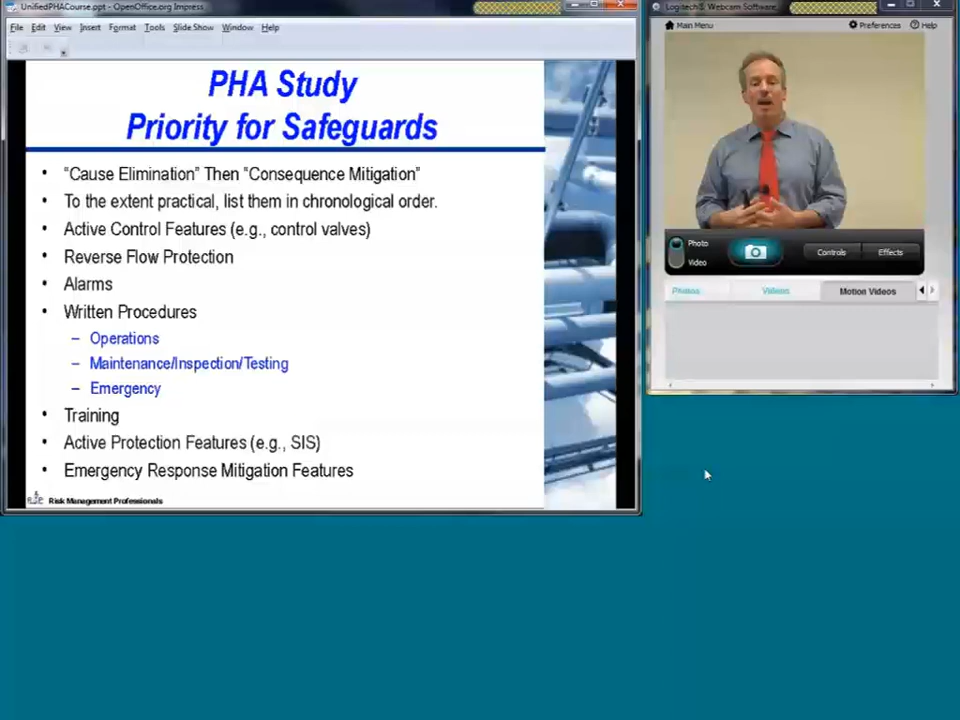 UnifiedPHACourse.ppt - OpenOffice.org Impress
File Edit View Insert Format Tools Slide Show Window Help
PHA Study
Priority for Safeguards
• “Cause Elimination” Then “Consequence Mitigation”
• To the extent practical, list them in chronological order.
• Active Control Features (e.g., control valves)
• Reverse Flow Protection
• Alarms
• Written Procedures
– Operations
– Maintenance/Inspection/Testing
– Emergency
• Training
• Active Protection Features (e.g., SIS)
• Emergency Response Mitigation Features
Risk Management Professionals
Logitech® Webcam Software
Main Menu Preferences Help
Photo
Video
Controls Effects
Photos Videos Motion Videos